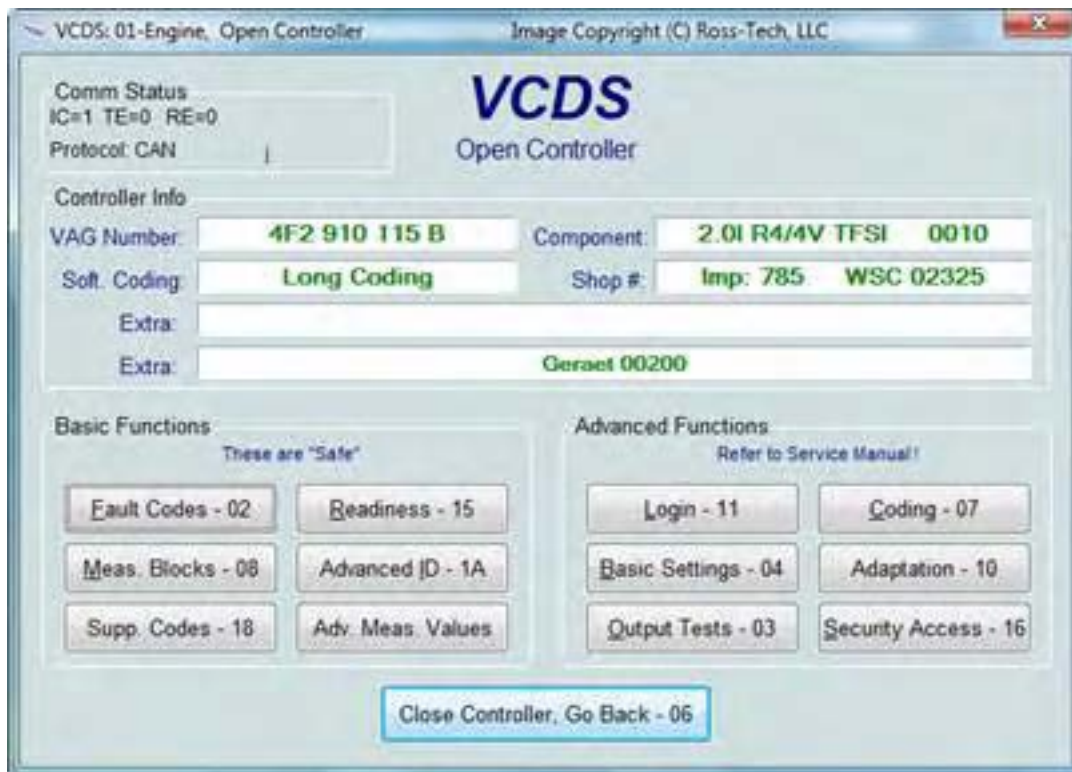 VCDS: 01-Engine, Open Controller Image Copyright (C) Ross-Tech, LLC
Comm Status
IC=1 TE=0 RE=0
Protocol: CAN
VCDS
Open Controller
Controller Info
VAG Number: 4F2 910 115 B Component: 2.0l R4/4V TFSI 0010
Soft. Coding: Long Coding Shop #: Imp: 785 WSC 02325
Extra:
Extra: Geraet 00200
Basic Functions
These are "Safe"
Fault Codes - 02 Readiness - 15
Meas. Blocks - 08 Advanced ID - 1A
Supp. Codes - 18 Adv. Meas. Values
Advanced Functions
Refer to Service Manual!
Login - 11 Coding - 07
Basic Settings - 04 Adaptation - 10
Output Tests - 03 Security Access - 16
Close Controller, Go Back - 06